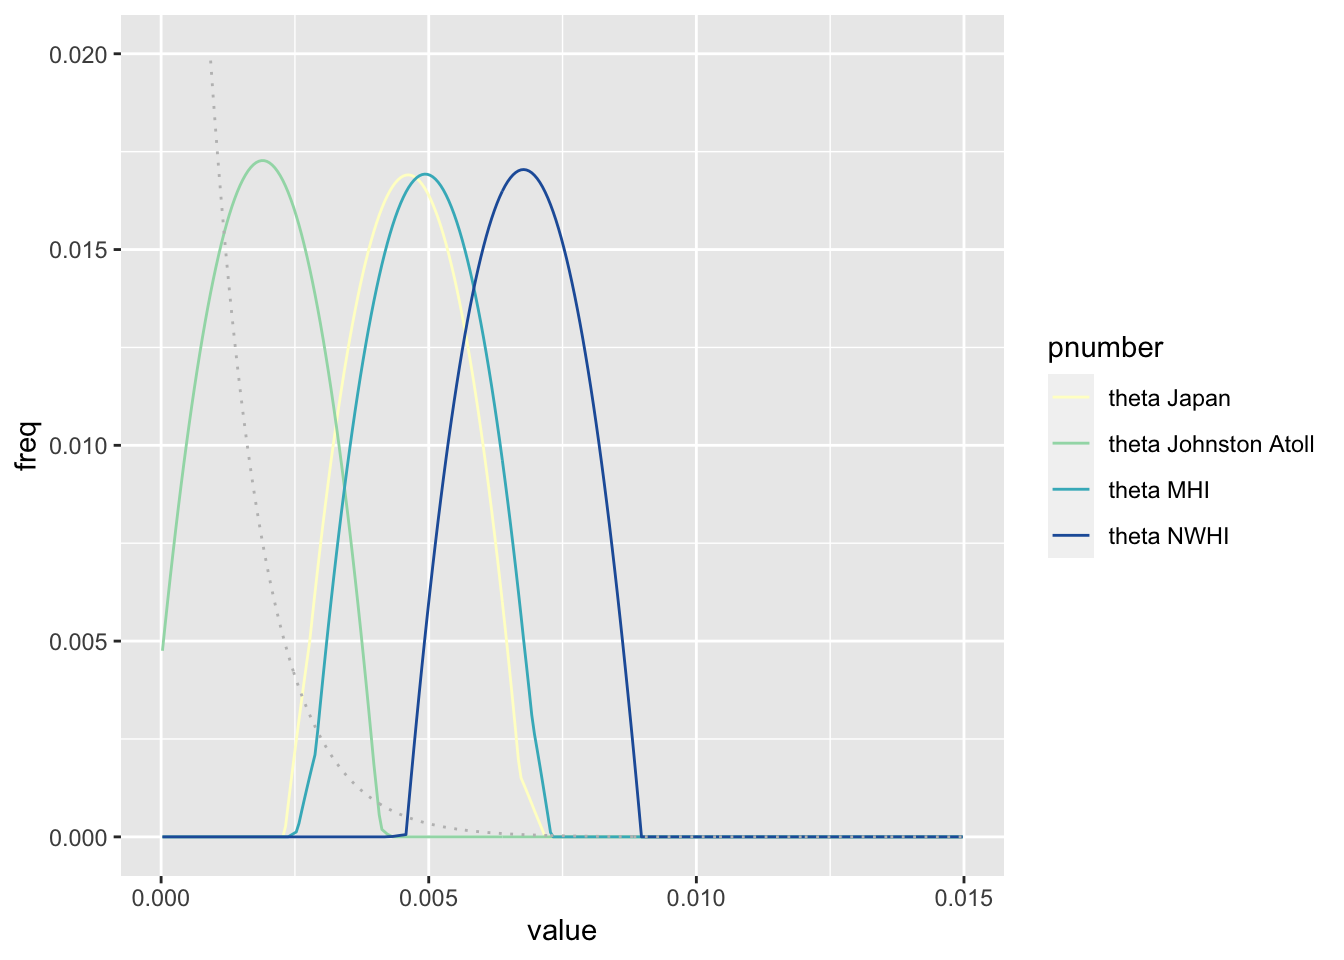 0.020
0.015
0.010
0.005
0.000
freq
0.000
0.005
0.010
0.015
value
pnumber
theta Japan
theta Johnston Atoll
theta MHI
theta NWHI